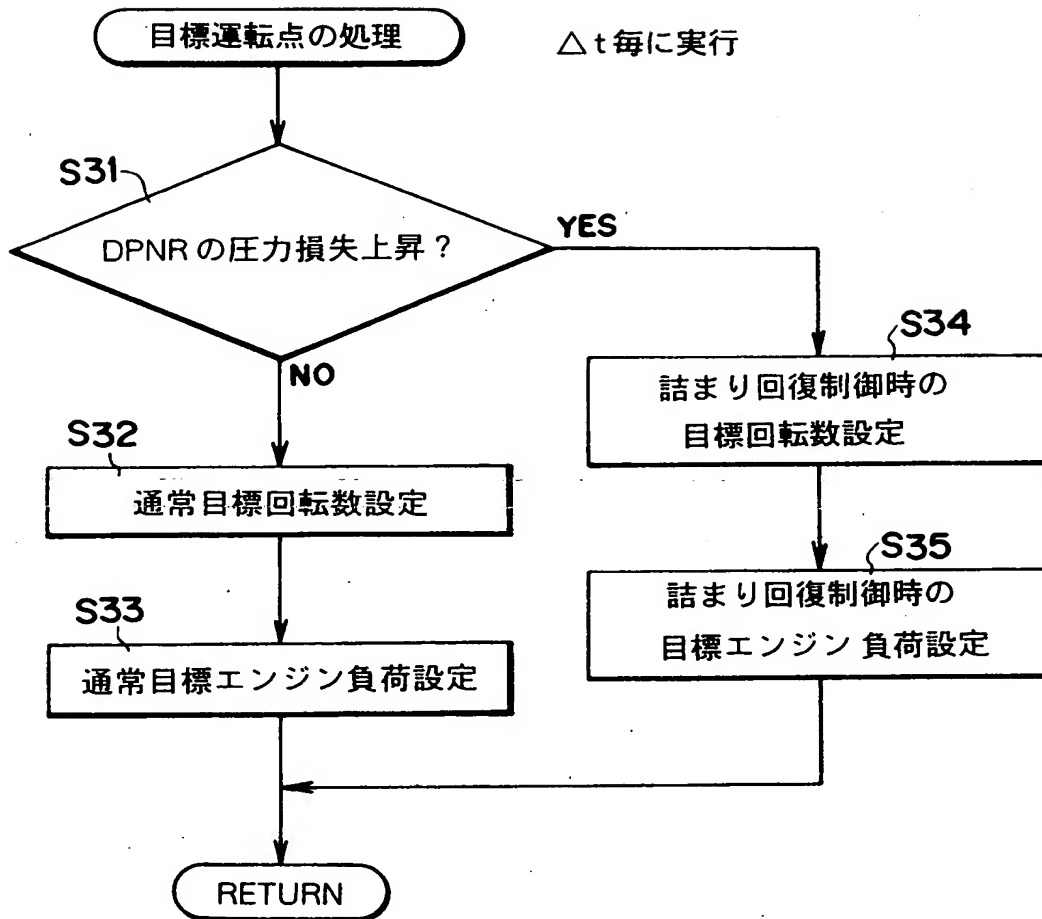 目標運転点の処理
△t毎に実行
S31
DPNRの圧力損失上昇？
YES
NO
S32
通常目標回転数設定
S33
通常目標エンジン負荷設定
S34
詰まり回復制御時の
目標回転数設定
S35
詰まり回復制御時の
目標エンジン負荷設定
RETURN